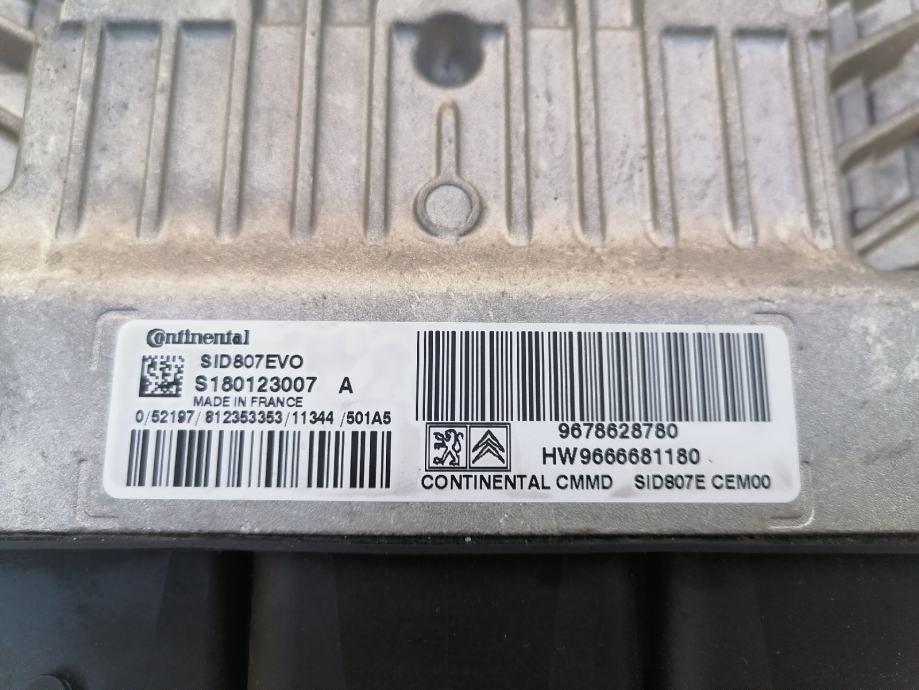 Continental
SID807EVO
S180123007 A
MADE IN FRANCE
0/52197/812353353/11344/501A5
9678628780
HW9666681180
CONTINENTAL CMMD SID807E CEM00